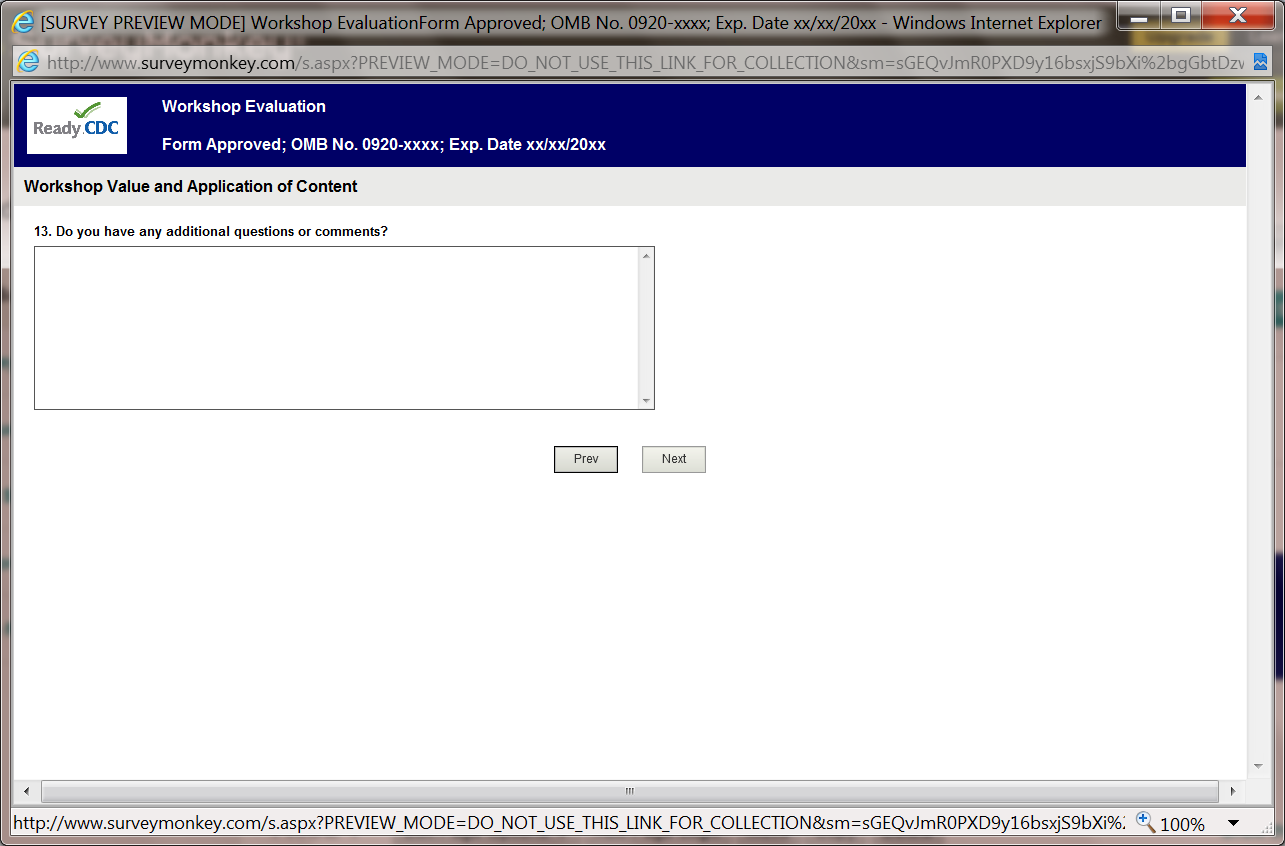 [SURVEY PREVIEW MODE] Workshop EvaluationForm Approved; OMB No. 0920-xxxx; Exp. Date xx/xx/20xx - Windows Internet Explorer
http://www.surveymonkey.com/s.aspx?PREVIEW_MODE=DO_NOT_USE_THIS_LINK_FOR_COLLECTION&sm=sGEQvJmR0PXD9y16bsxjS9bXi%2bgGbtDzv
Ready CDC
Workshop Evaluation
Form Approved; OMB No. 0920-xxxx; Exp. Date xx/xx/20xx
Workshop Value and Application of Content
13. Do you have any additional questions or comments?
Prev Next
http://www.surveymonkey.com/s.aspx?PREVIEW_MODE=DO_NOT_USE_THIS_LINK_FOR_COLLECTION&sm=sGEQvJmR0PXD9y16bsxjS9bXi% 100%